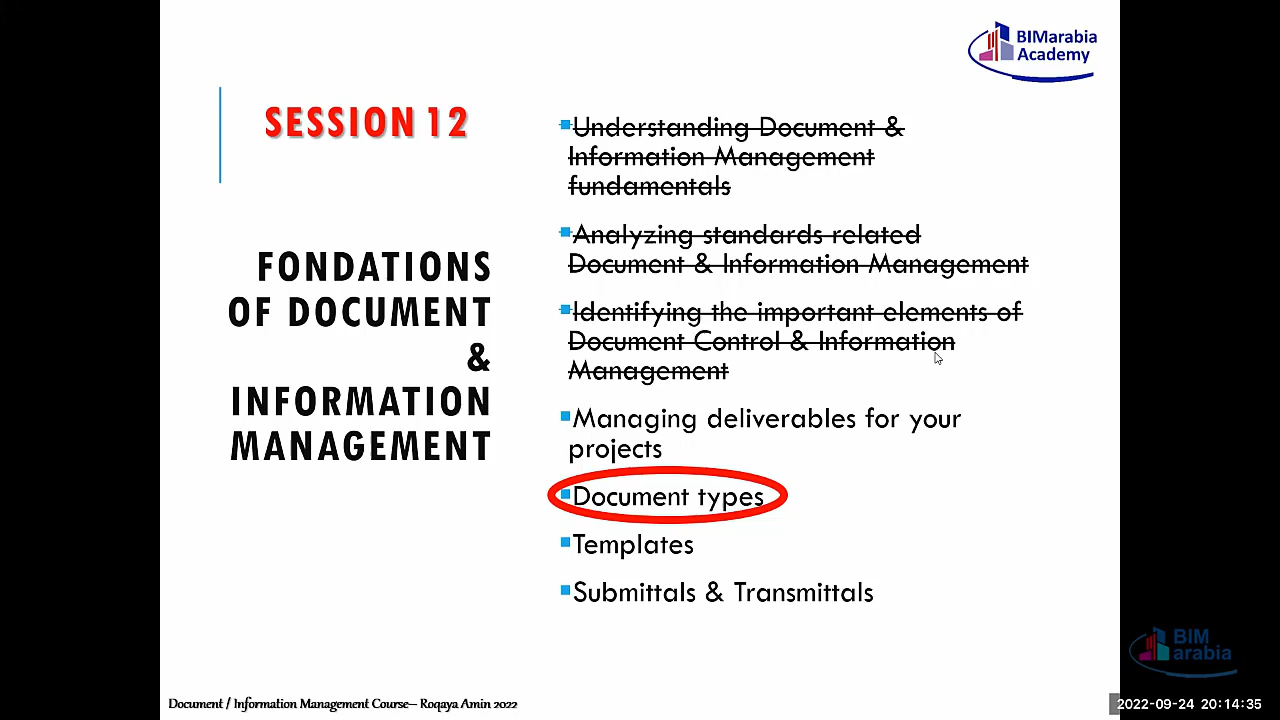 BIMarabia
Academy
SESSION 12
FONDATIONS
OF DOCUMENT
&
INFORMATION
MANAGEMENT
Understanding Document &
Information Management
fundamentals
Analyzing standards related
Document & Information Management
Identifying the important elements of
Document Control & Information
Management
Managing deliverables for your
projects
Document types
Templates
Submittals & Transmittals
BIM
arabia
Document / Information Management Course– Roqaya Amin 2022
2022-09-24 20:14:35